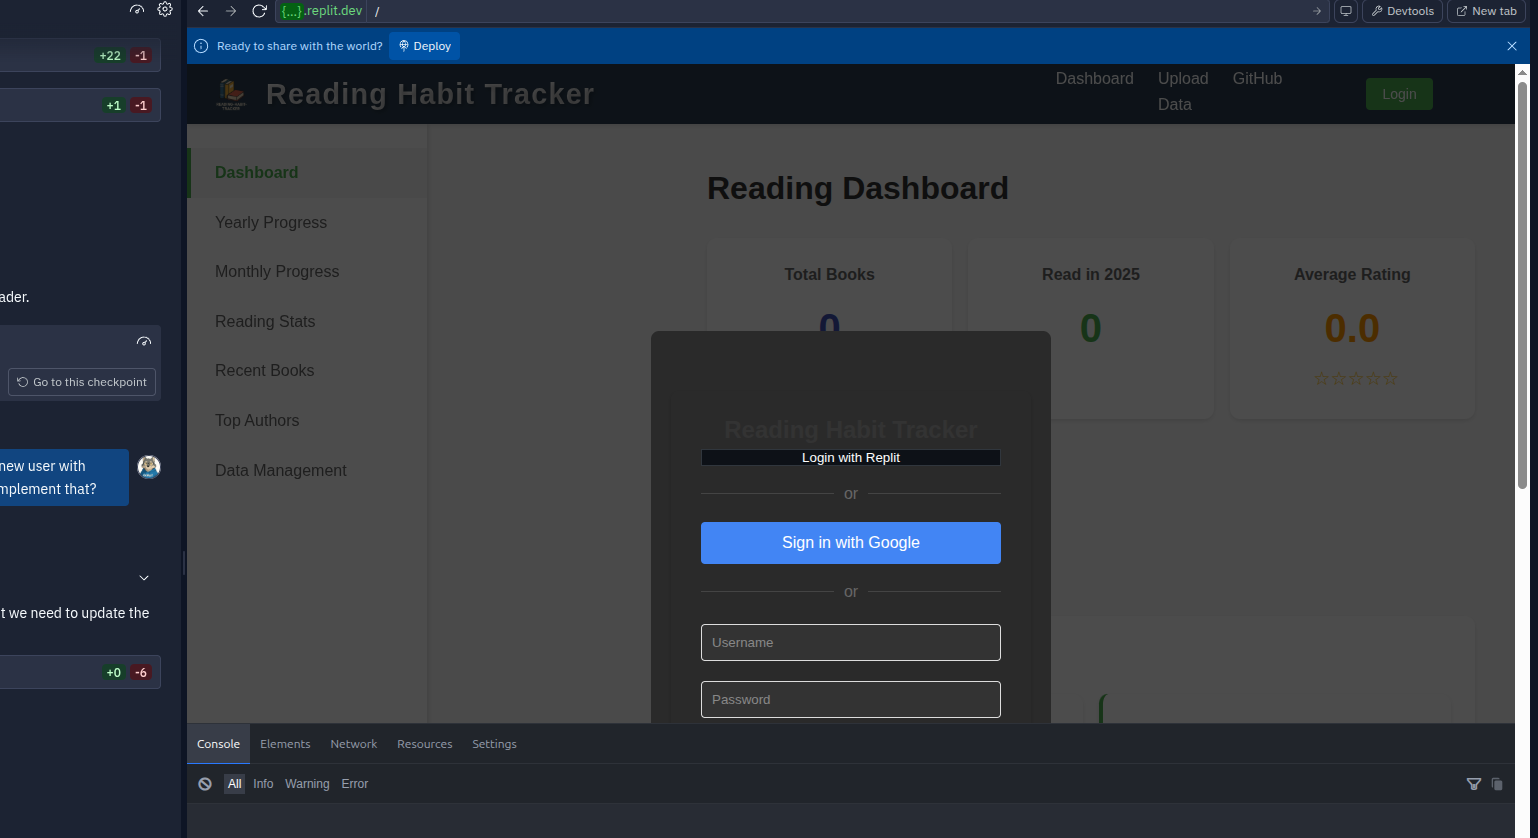 {...}.replit.dev
/
Devtools
New tab
+22 -1
Ready to share with the world?
Deploy
+1 -1
READING HABIT
TRACKER
Reading Habit Tracker
Dashboard
Upload
Data
GitHub
Login
Dashboard
Yearly Progress
Monthly Progress
Reading Stats
Recent Books
Top Authors
Data Management
Reading Dashboard
Total Books
0
Read in 2025
0
Average Rating
0.0
☆☆☆☆☆
ader.
Go to this checkpoint
new user with
mplement that?
t we need to update the
+0 -6
Reading Habit Tracker
Login with Replit
or
Sign in with Google
or
Username
Password
Console
Elements
Network
Resources
Settings
All
Info
Warning
Error